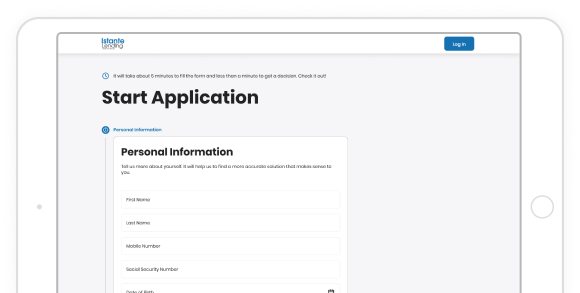 Istante
Lending
Log In
It will take about 5 minutes to fill the form and less than a minute to get a decision. Check it out!
Start Application
Personal Information
Personal Information
Tell us more about yourself. It will help us to find a more accurate solution that makes sense to
you.
First Name
Last Name
Mobile Number
Social Security Number
Date of Birth